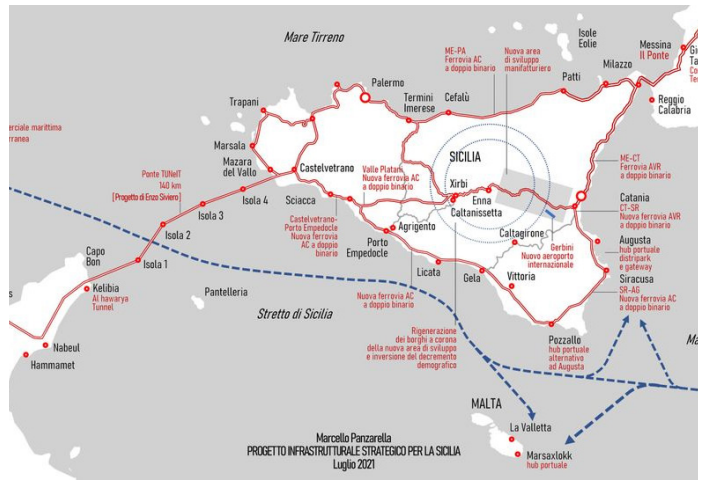 Mare Tirreno
Isole
Eolie
Messina
Il Ponte
Milazzo
Patti
ME-PA
Ferrovia AC
a doppio binario
Nuova area
di sviluppo
manifatturiero
Palermo
Termini
Imerese
Cefalù
Reggio
Calabria
Trapani
erciale marittima
rranea
Marsala
Mazara
del Vallo
Castelvetrano
Ponte TUNeIT
140 km
[Progetto di Enzo Siviero]
Valle Platani
Nuova ferrovia AC
a doppio binario
SICILIA
Xirbi
Enna
Caltanissetta
ME-CT
Ferrovia AVR
a doppio binario
Catania
CT-SR
Nuova ferrovia AVR
a doppio binario
Isola 4
Isola 3
Isola 2
Isola 1
Sciacca
Castelvetrano-
Porto Empedocle
Nuova ferrovia
AC a doppio
binario
Agrigento
Porto
Empedocle
Caltagirone
Gerbini
Nuovo aeroporto
internazionale
Augusta
hub portuale
distripark
e gateway
Siracusa
SR-AG
Nuova ferrovia AC
a doppio binario
Capo
Bon
Kelibia
Al hawarya
Tunnel
Pantelleria
Licata
Gela
Vittoria
Nuova ferrovia AC
a doppio binario
Stretto di Sicilia
Rigenerazione
dei borghi a corona
della nuova area di sviluppo
e inversione del decremento
demografico
Pozzallo
hub portuale
alternativo
ad Augusta
Nabeul
Hammamet
MALTA
La Valletta
Marsaxlokk
hub portuale
Marcello Panzarella
PROGETTO INFRASTRUTTURALE STRATEGICO PER LA SICILIA
Luglio 2021